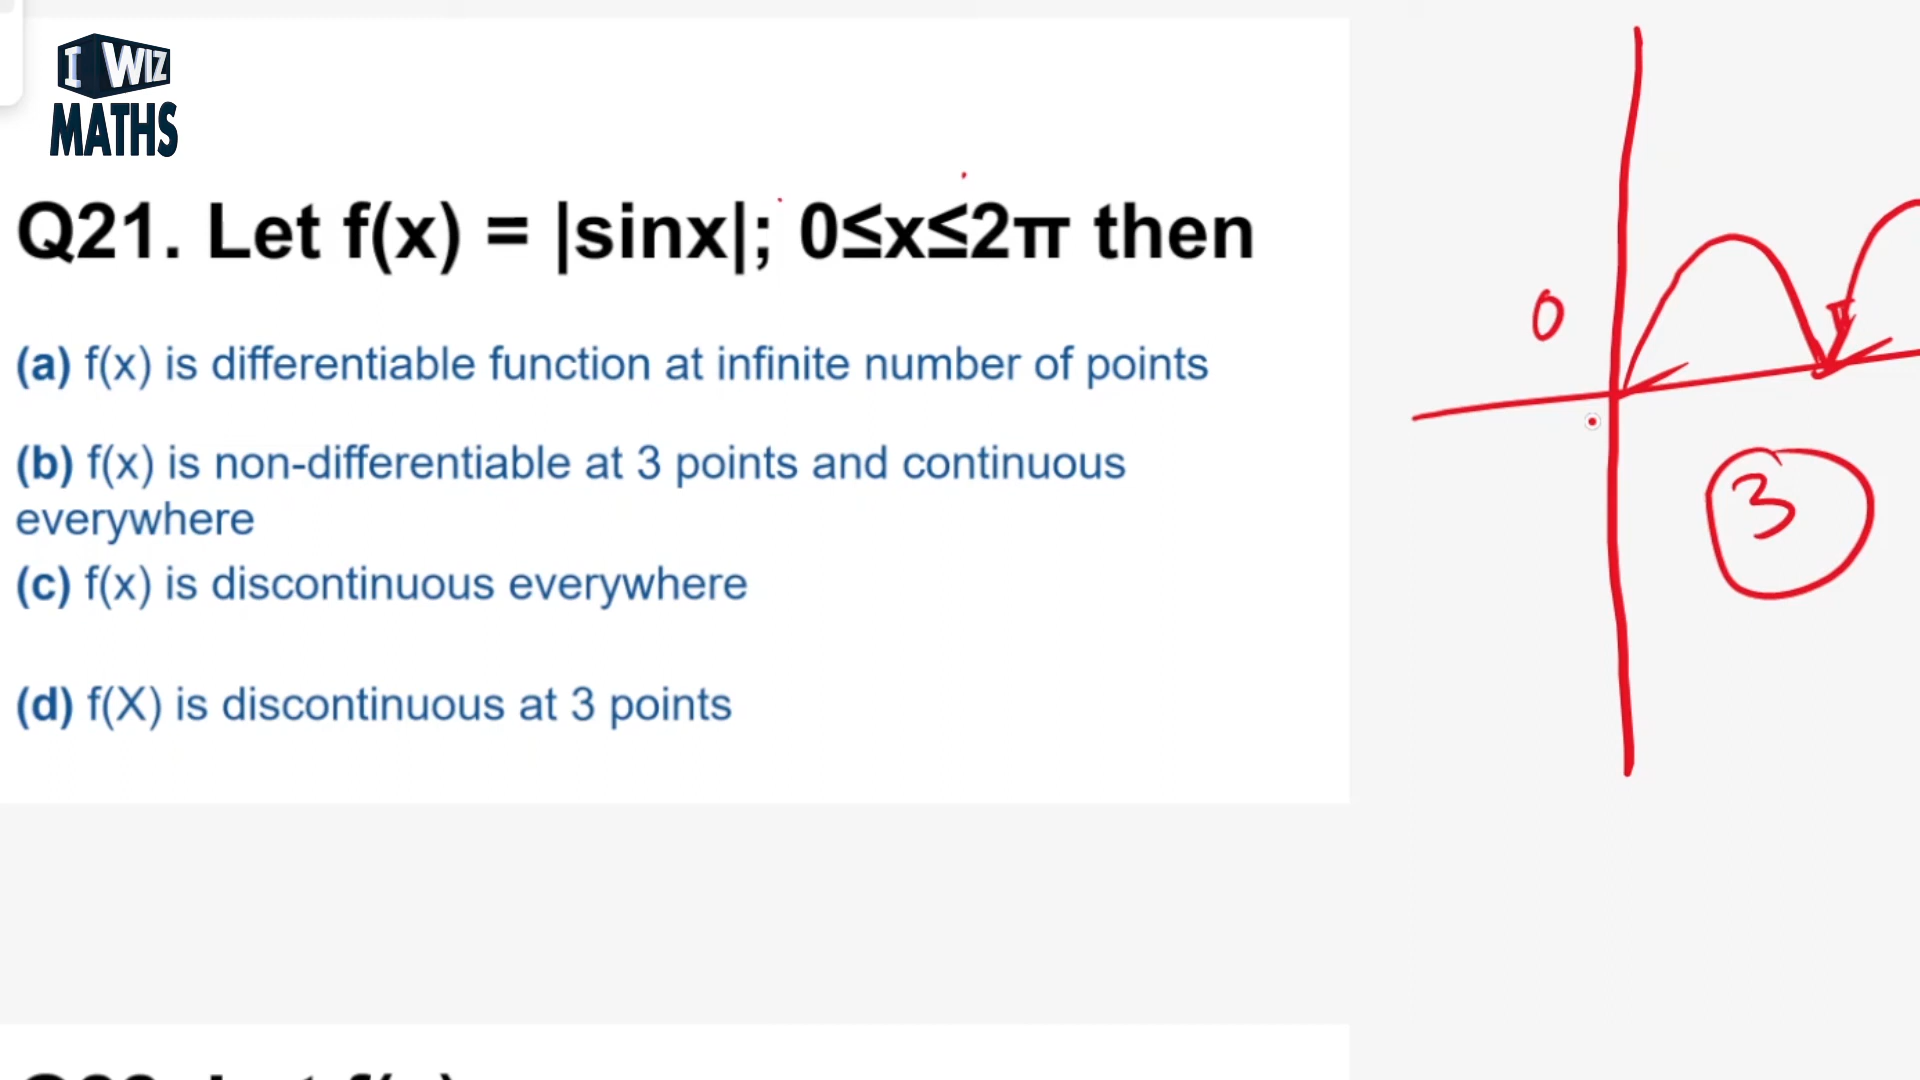 I WIZ
MATHS
Q21. Let f(x) = |sinx|; 0≤x≤2π then
(a) f(x) is differentiable function at infinite number of points
(b) f(x) is non-differentiable at 3 points and continuous
everywhere
(c) f(x) is discontinuous everywhere
(d) f(X) is discontinuous at 3 points
0
3